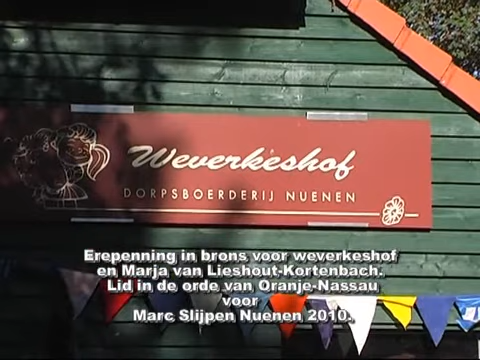 Weverkeshof
DORPSBOERDERIJ NUENEN
Erepenning in brons voor weverkeshof
en Marja van Lieshout-Kortenbach.
Lid in de orde van Oranje-Nassau
voor
Marc Slijpen Nuenen 2010.